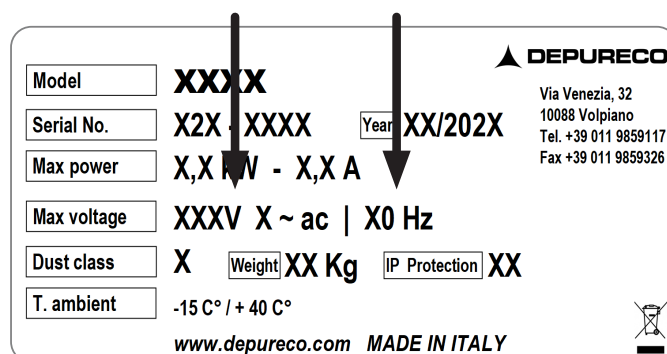 DEPURECO
Model XXXX
Via Venezia, 32
Serial No. X2X - XXXX Year XX/202X
10088 Volpiano
Tel. +39 011 9859117
Fax +39 011 9859326
Max power X,X kW - X,X A
Max voltage XXXV X ~ ac | X0 Hz
Dust class X Weight XX Kg IP Protection XX
T. ambient -15 C° / + 40 C°
www.depureco.com MADE IN ITALY